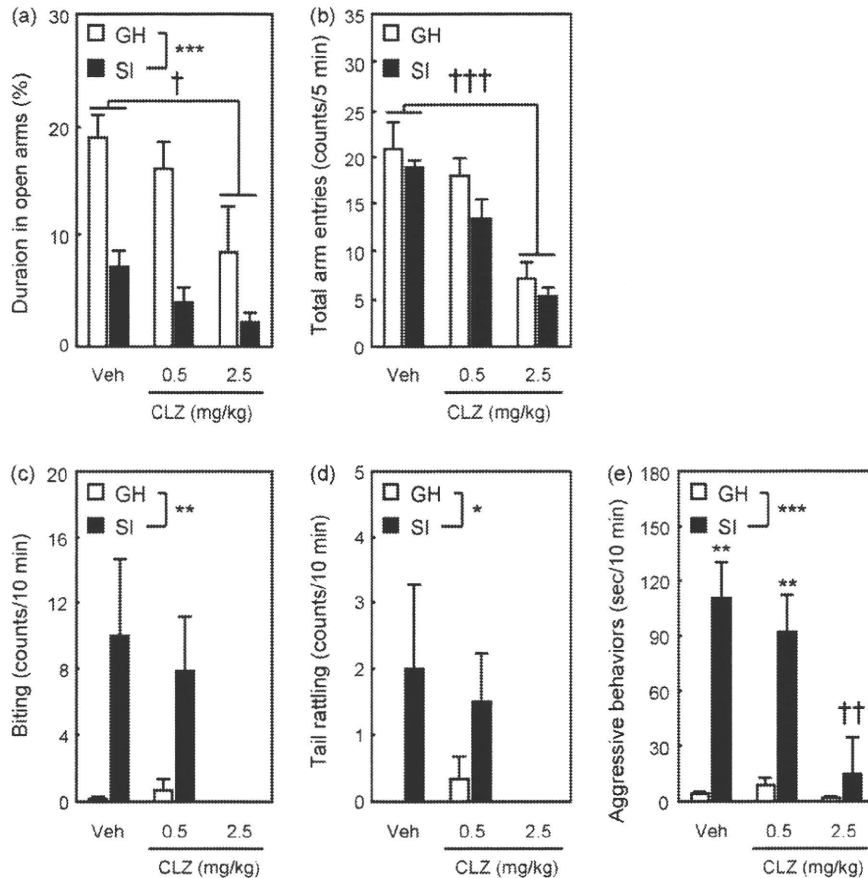 (a)
Duraion in open arms (%)
30
20
10
0
GH
SI
***
†
Veh
0.5
2.5
CLZ (mg/kg)
(b)
Total arm entries (counts/5 min)
35
30
25
20
15
10
5
0
GH
SI
†††
Veh
0.5
2.5
CLZ (mg/kg)
(c)
Biting (counts/10 min)
20
16
12
8
4
0
GH
SI
**
Veh
0.5
2.5
CLZ (mg/kg)
(d)
Tail rattling (counts/10 min)
5
4
3
2
1
0
GH
SI
*
Veh
0.5
2.5
CLZ (mg/kg)
(e)
Aggressive behaviors (sec/10 min)
180
150
120
90
60
30
0
GH
SI
***
**
**
††
Veh
0.5
2.5
CLZ (mg/kg)